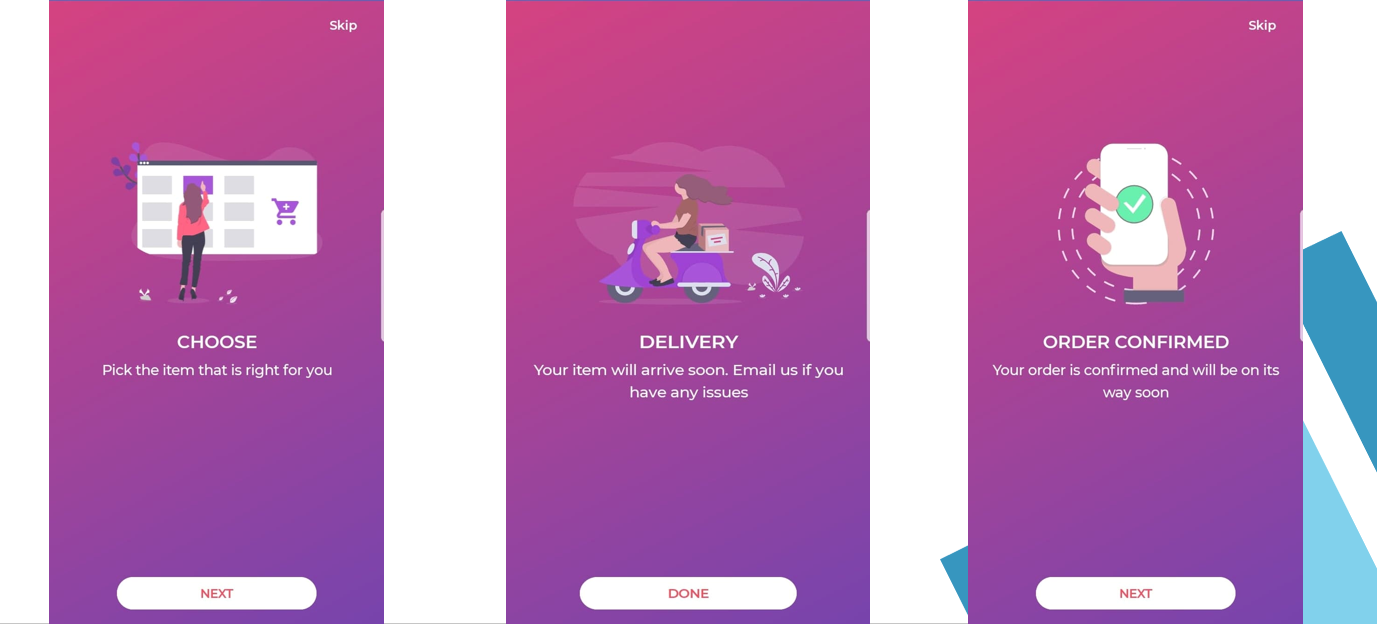 Skip
CHOOSE
Pick the item that is right for you
NEXT
DELIVERY
Your item will arrive soon. Email us if you
have any issues
DONE
Skip
ORDER CONFIRMED
Your order is confirmed and will be on its
way soon
NEXT